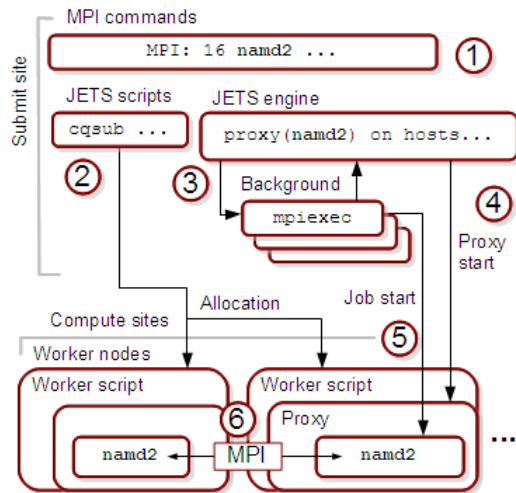 MPI commands
MPI: 16 namd2 ...
1
Submit site
JETS scripts
JETS engine
cqsub ...
proxy(namd2) on hosts...
2
3
Background
4
mpiexec
Proxy
start
Allocation
Job start
Compute sites
5
Worker nodes
Worker script
Worker script
6
Proxy
namd2
MPI
namd2
...